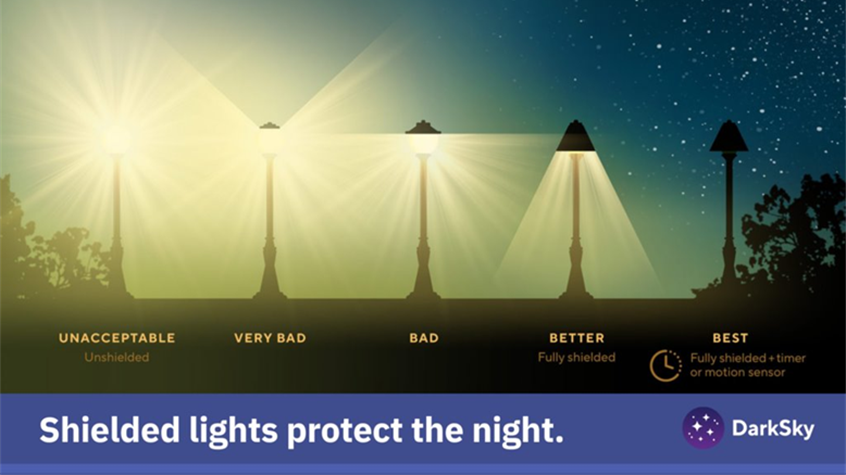 UNACCEPTABLE
Unshielded
VERY BAD
BAD
BETTER
Fully shielded
BEST
Fully shielded + timer
or motion sensor
Shielded lights protect the night.
DarkSky